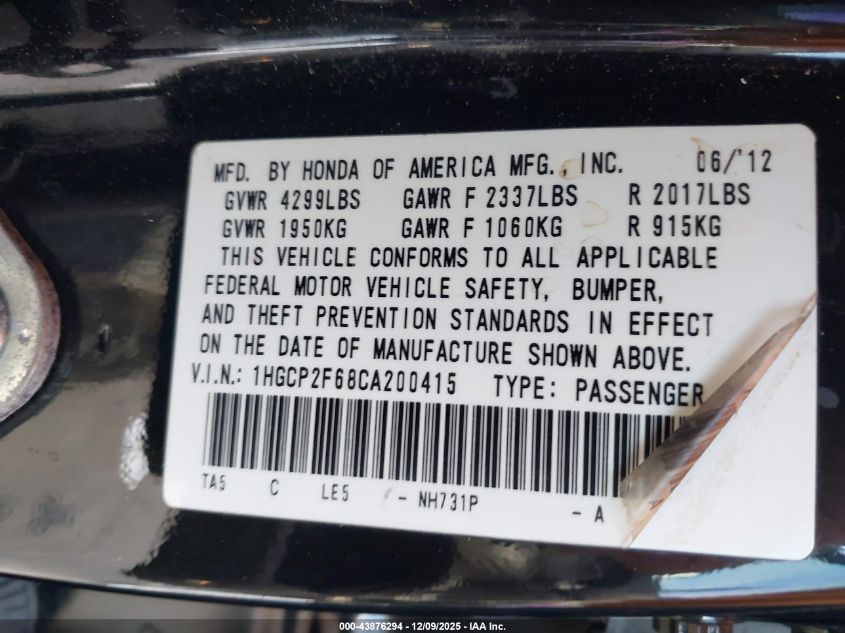 MFD. BY HONDA OF AMERICA MFG., INC. 06/'12
GVWR 4299LBS GAWR F 2337LBS R 2017LBS
GVWR 1950KG GAWR F 1060KG R 915KG
THIS VEHICLE CONFORMS TO ALL APPLICABLE
FEDERAL MOTOR VEHICLE SAFETY, BUMPER,
AND THEFT PREVENTION STANDARDS IN EFFECT
ON THE DATE OF MANUFACTURE SHOWN ABOVE.
V.I.N.: 1HGCP2F68CA200415 TYPE: PASSENGER
TA5 C LE5 - NH731P - A
000-43876294 - 12/09/2025 - IAA Inc.